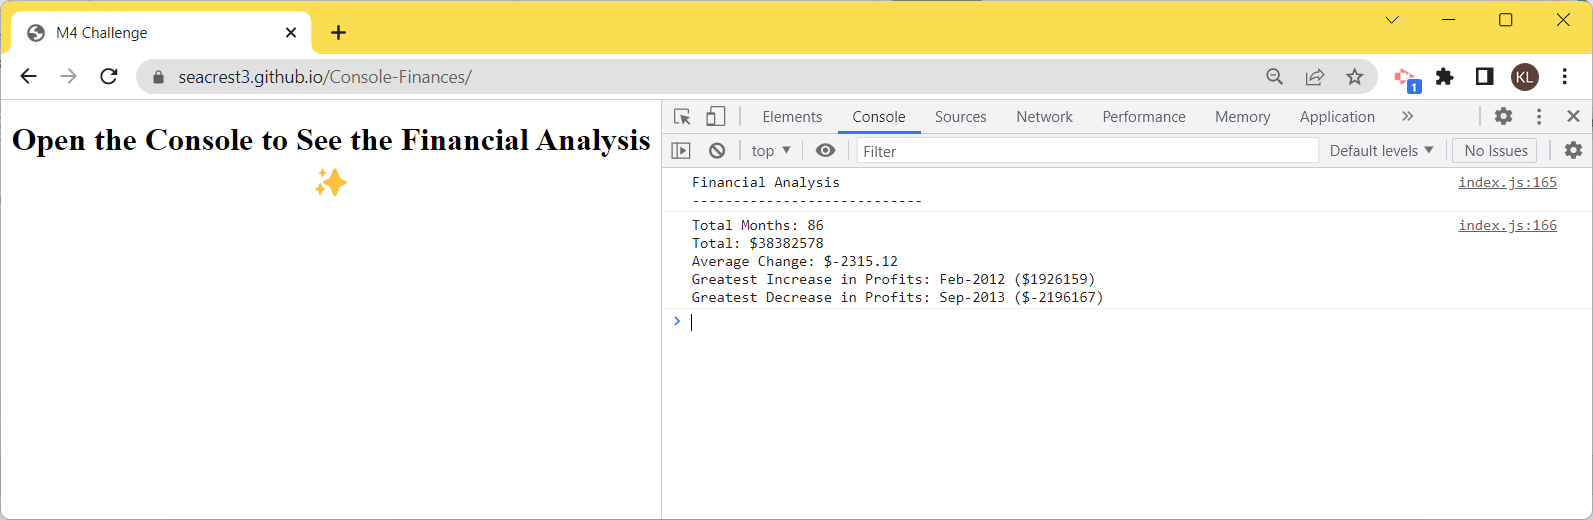 M4 Challenge
seacrest3.github.io/Console-Finances/
1
KL
Open the Console to See the Financial Analysis
Elements Console Sources Network Performance Memory Application
top Filter Default levels No Issues
Financial Analysis index.js:165
----------------------------
Total Months: 86 index.js:166
Total: $38382578
Average Change: $-2315.12
Greatest Increase in Profits: Feb-2012 ($1926159)
Greatest Decrease in Profits: Sep-2013 ($-2196167)